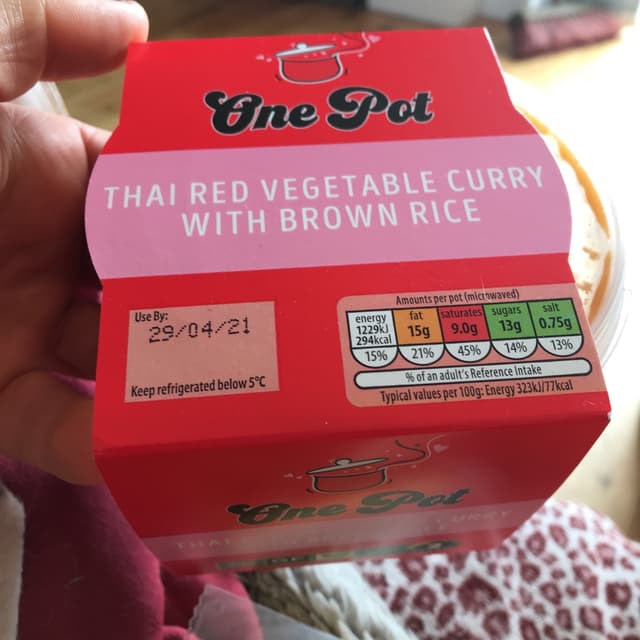 One Pot
THAI RED VEGETABLE CURRY
WITH BROWN RICE
Use By:
29/04/21
Keep refrigerated below 5°C
Amounts per pot (microwaved)
energy fat saturates sugars salt
1229kJ 15g 9.0g 13g 0.75g
294kcal
15% 21% 45% 14% 13%
% of an adult's Reference Intake
Typical values per 100g: Energy 323kJ/77kcal
One Pot
THAI CURRY